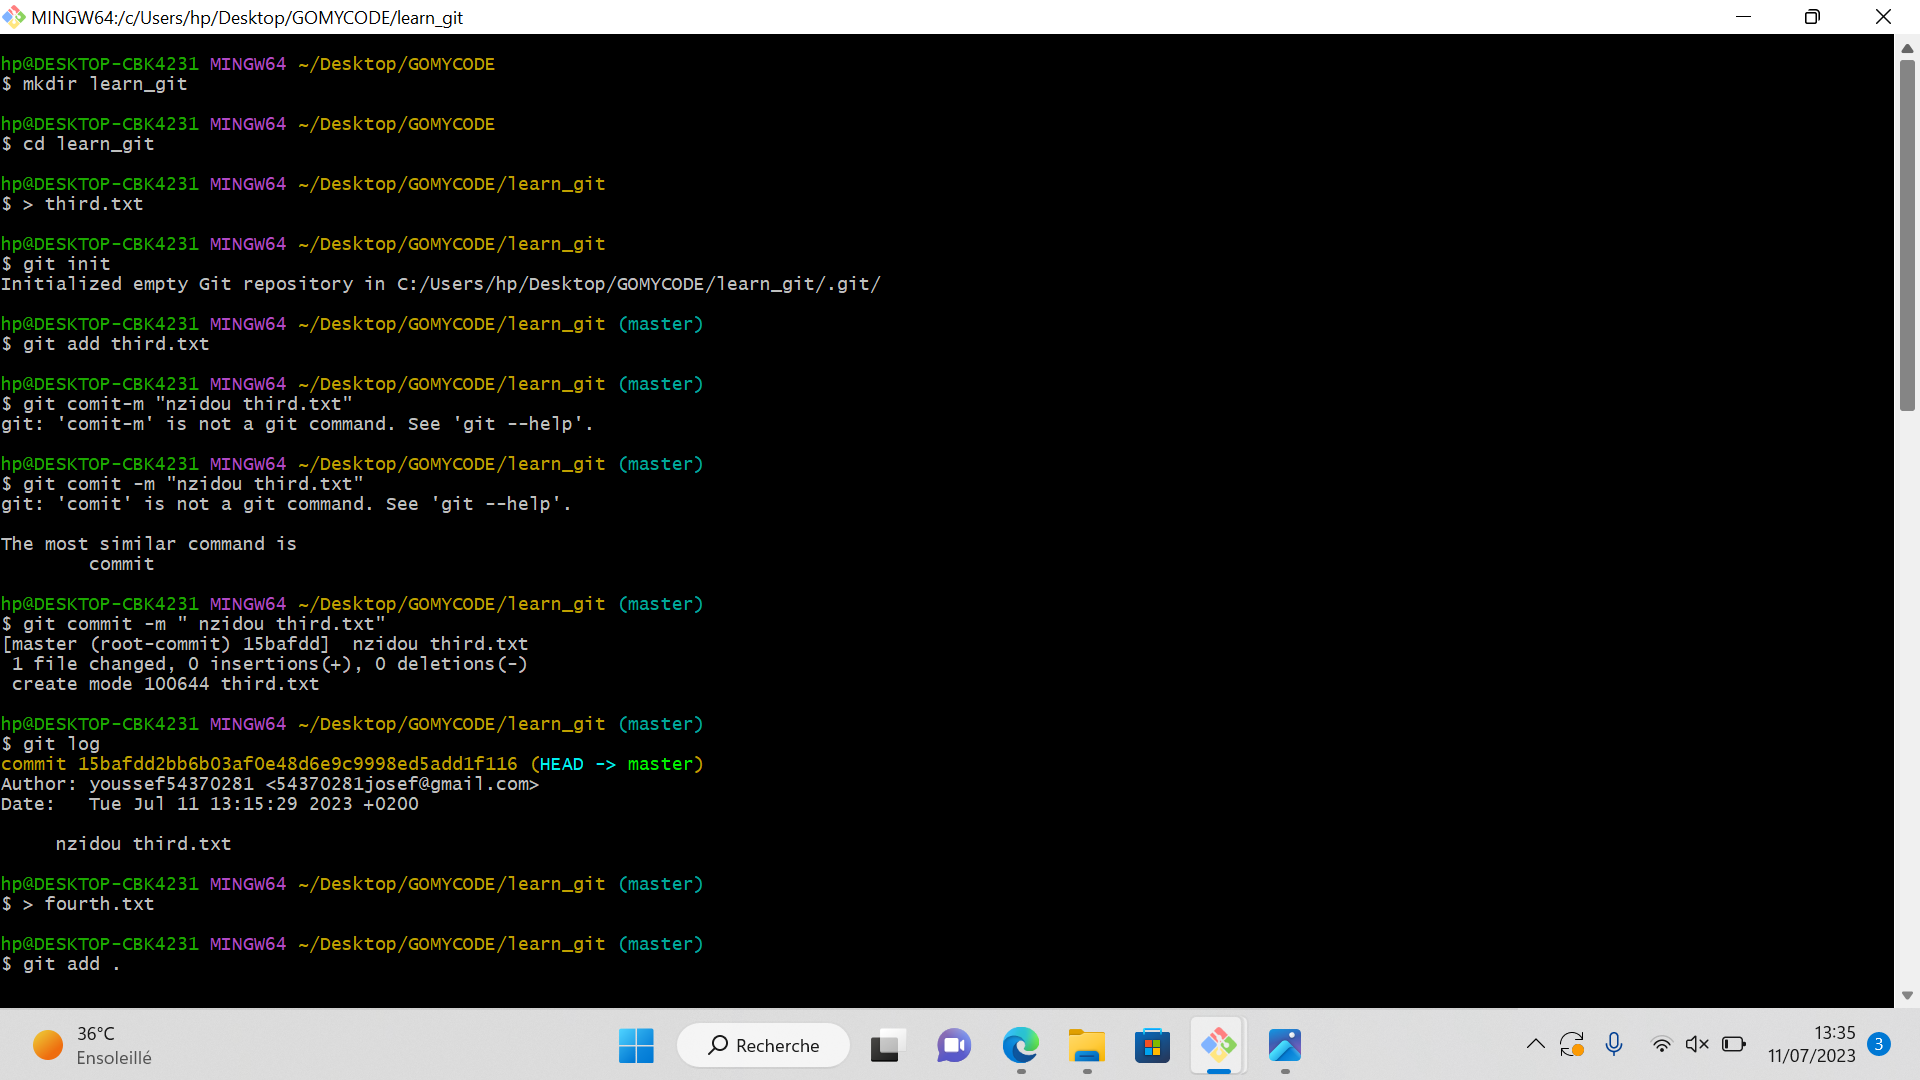 MINGW64:/c/Users/hp/Desktop/GOMYCODE/learn_git
hp@DESKTOP-CBK4231 MINGW64 ~/Desktop/GOMYCODE
$ mkdir learn_git
hp@DESKTOP-CBK4231 MINGW64 ~/Desktop/GOMYCODE
$ cd learn_git
hp@DESKTOP-CBK4231 MINGW64 ~/Desktop/GOMYCODE/learn_git
$ > third.txt
hp@DESKTOP-CBK4231 MINGW64 ~/Desktop/GOMYCODE/learn_git
$ git init
Initialized empty Git repository in C:/Users/hp/Desktop/GOMYCODE/learn_git/.git/
hp@DESKTOP-CBK4231 MINGW64 ~/Desktop/GOMYCODE/learn_git (master)
$ git add third.txt
hp@DESKTOP-CBK4231 MINGW64 ~/Desktop/GOMYCODE/learn_git (master)
$ git comit-m "nzidou third.txt"
git: 'comit-m' is not a git command. See 'git --help'.
hp@DESKTOP-CBK4231 MINGW64 ~/Desktop/GOMYCODE/learn_git (master)
$ git comit -m "nzidou third.txt"
git: 'comit' is not a git command. See 'git --help'.
The most similar command is
        commit
hp@DESKTOP-CBK4231 MINGW64 ~/Desktop/GOMYCODE/learn_git (master)
$ git commit -m " nzidou third.txt"
[master (root-commit) 15bafdd]  nzidou third.txt
 1 file changed, 0 insertions(+), 0 deletions(-)
 create mode 100644 third.txt
hp@DESKTOP-CBK4231 MINGW64 ~/Desktop/GOMYCODE/learn_git (master)
$ git log
commit 15bafdd2bb6b03af0e48d6e9c9998ed5add1f116 (HEAD -> master)
Author: youssef54370281 <54370281josef@gmail.com>
Date:   Tue Jul 11 13:15:29 2023 +0200
     nzidou third.txt
hp@DESKTOP-CBK4231 MINGW64 ~/Desktop/GOMYCODE/learn_git (master)
$ > fourth.txt
hp@DESKTOP-CBK4231 MINGW64 ~/Desktop/GOMYCODE/learn_git (master)
$ git add .
36°C
Ensoleillé
Recherche
13:35
11/07/2023
3